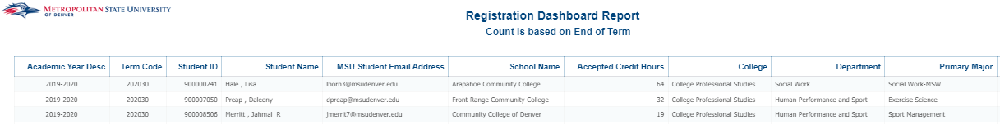 METROPOLITAN STATE UNIVERSITY
OF DENVER
Registration Dashboard Report
Count is based on End of Term
Academic Year Desc Term Code Student ID Student Name MSU Student Email Address School Name Accepted Credit Hours College Department Primary Major
2019-2020 202030 900000241 Hale , Lisa lhorn3@msudenver.edu Arapahoe Community College 64 College Professional Studies Social Work Social Work-MSW
2019-2020 202030 900007050 Preap , Daleeny dpreap@msudenver.edu Front Range Community College 32 College Professional Studies Human Performance and Sport Exercise Science
2019-2020 202030 900008506 Merritt , Jahmal R jmerrit7@msudenver.edu Community College of Denver 19 College Professional Studies Human Performance and Sport Sport Management